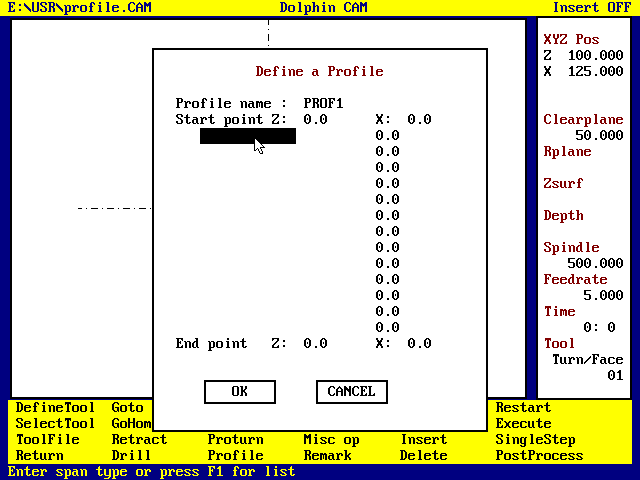 E:\USR\profile.CAM Dolphin CAM Insert OFF
Define a Profile
Profile name : PROF1
Start point Z: 0.0 X: 0.0
0.0
0.0
0.0
0.0
0.0
0.0
0.0
0.0
0.0
0.0
0.0
0.0
0.0
End point Z: 0.0 X: 0.0
OK CANCEL
XYZ Pos
Z 100.000
X 125.000
Clearplane
50.000
Rplane
Zsurf
Depth
Spindle
500.000
Feedrate
5.000
Time
0: 0
Tool
Turn/Face
01
DefineTool Goto Restart
SelectTool GoHom Execute
ToolFile Retract Proturn Misc op Insert SingleStep
Return Drill Profile Remark Delete PostProcess
Enter span type or press F1 for list